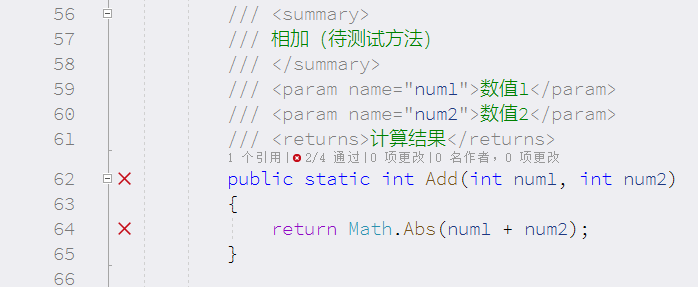 56 /// <summary>
57 /// 相加（待测试方法）
58 /// </summary>
59 /// <param name="num1">数值1</param>
60 /// <param name="num2">数值2</param>
61 /// <returns>计算结果</returns>
1 个引用|2/4 通过|0 项更改|0 名作者，0 项更改
62 public static int Add(int num1, int num2)
63 {
64 return Math.Abs(num1 + num2);
65 }
66